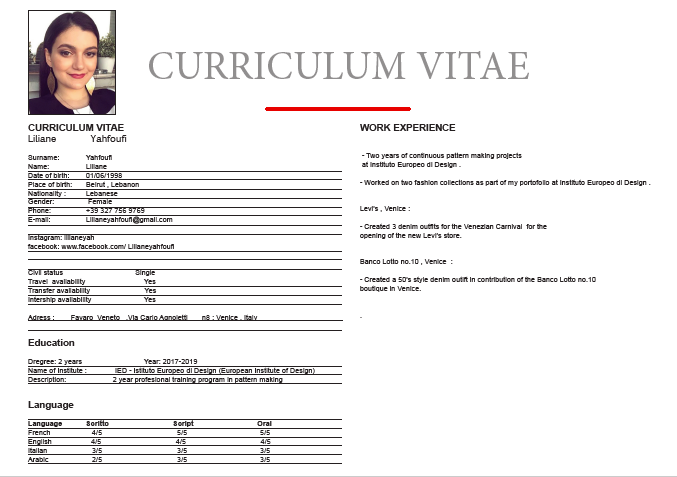 CURRICULUM VITAE
CURRICULUM VITAE
Liliane Yahfoufi
Surname: Yahfoufi
Name: Liliane
Date of birth: 01/06/1998
Place of birth: Beirut , Lebanon
Nationality : Lebanese
Gender: Female
Phone: +39 327 756 9769
E-mail: Lilianeyahfoufi@gmail.com
Instagram: lilianeyah
facebook: www.facebook.com/ Lilianeyahfoufi
Civil status Single
Travel availability Yes
Transfer availability Yes
Intership availability Yes
Adress : Favaro Veneto ,Via Carlo Agnoletti n8 ; Venice , Italy
Education
Dregree: 2 years Year: 2017-2019
Name of Institute : IED - Istituto Europeo di Design (European Institute of Design)
Description: 2 year profesional training program in pattern making
Language
Language Scritto Script Oral
French 4/5 5/5 5/5
English 4/5 4/5 4/5
Italian 3/5 3/5 3/5
Arabic 2/5 3/5 3/5
WORK EXPERIENCE
- Two years of continuous pattern making projects
at Instituto Europeo di Design .
- Worked on two fashion collections as part of my portofolio at Instituto Europeo di Design .
Levi's , Venice :
- Created 3 denim outfits for the Venezian Carnival for the
opening of the new Levi's store.
Banco Lotto no.10 , Venice :
- Created a 50's style denim outift in contribution of the Banco Lotto no.10
boutique in Venice.
.